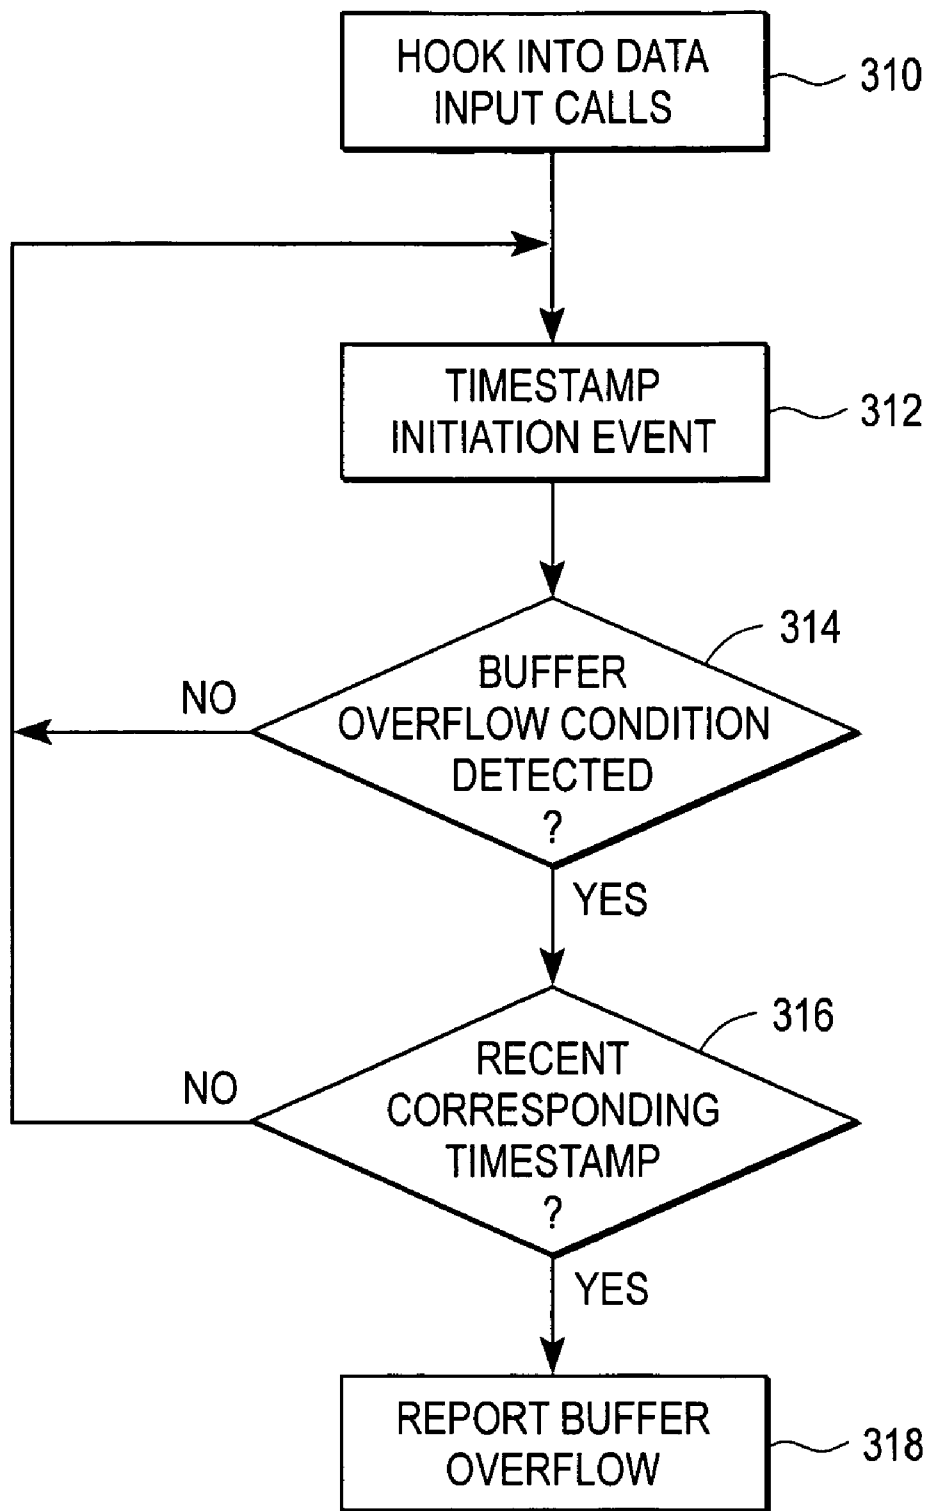 HOOK INTO DATA
INPUT CALLS
310
TIMESTAMP
INITIATION EVENT
312
314
BUFFER
OVERFLOW CONDITION
DETECTED
?
NO
YES
316
RECENT
CORRESPONDING
TIMESTAMP
?
NO
YES
REPORT BUFFER
OVERFLOW
318